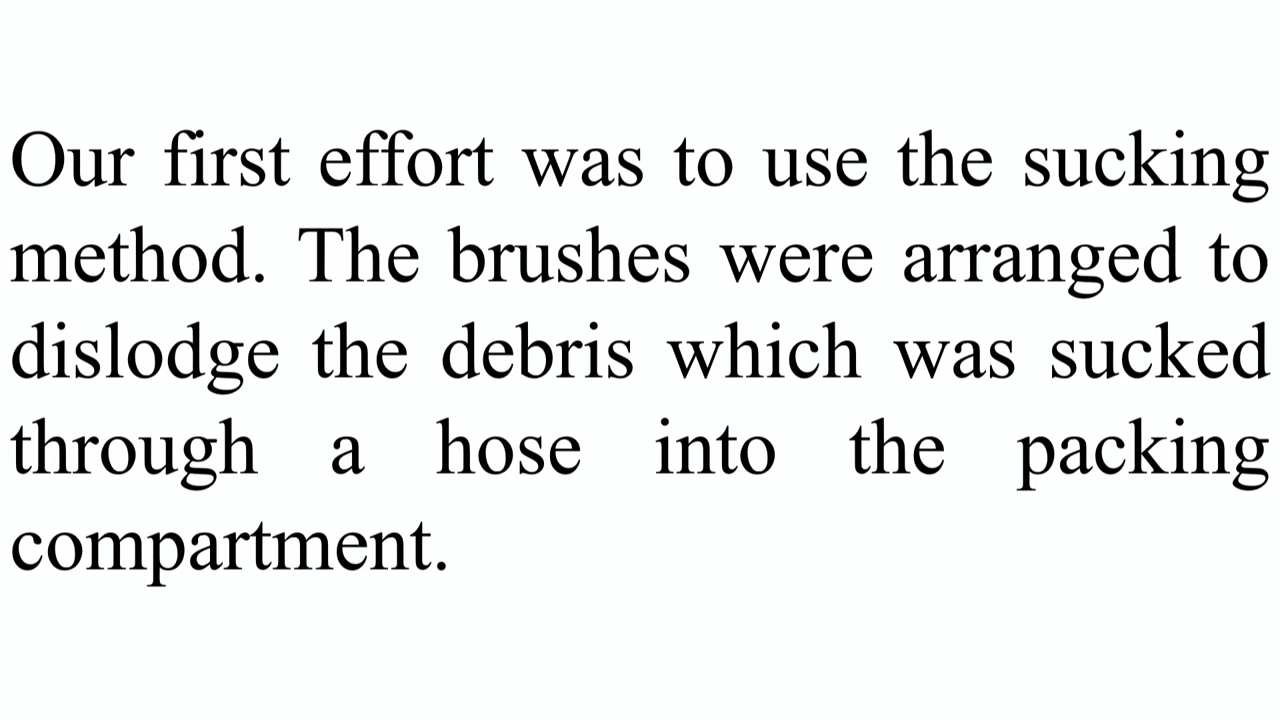 Our first effort was to use the sucking
method. The brushes were arranged to
dislodge the debris which was sucked
through a hose into the packing
compartment.